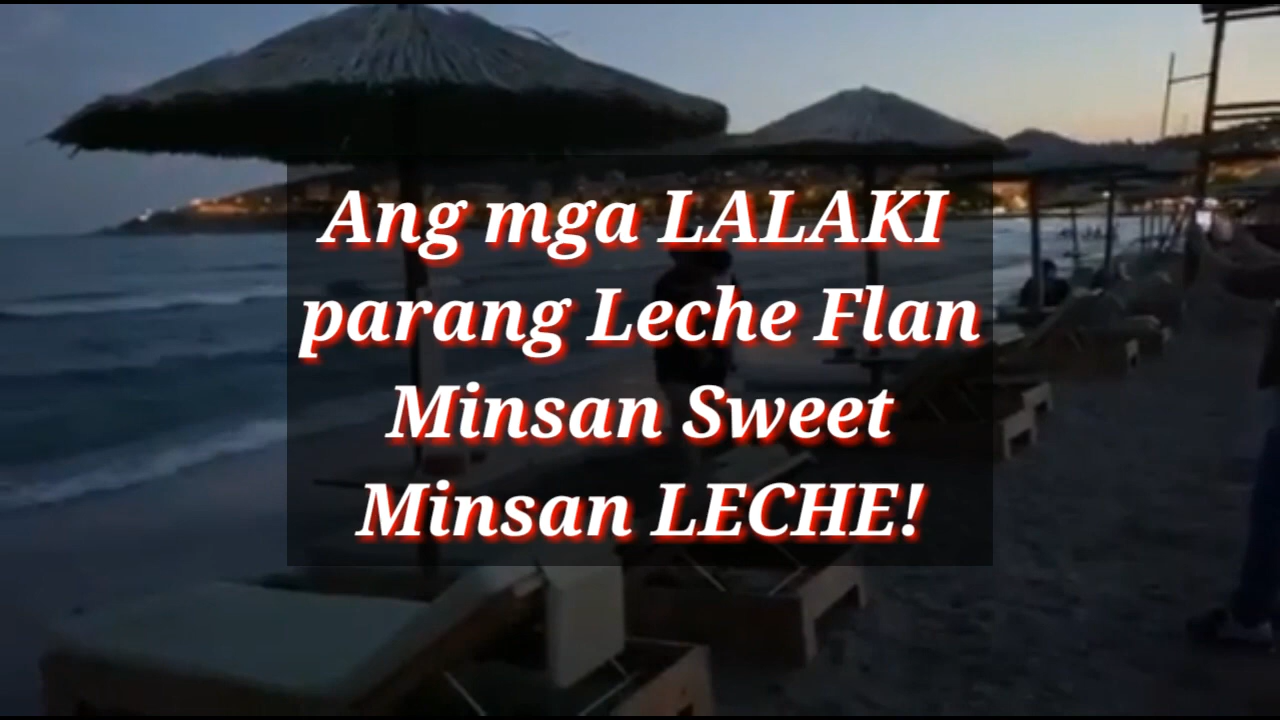 Ang mga LALAKI
parang Leche Flan
Minsan Sweet
Minsan LECHE!